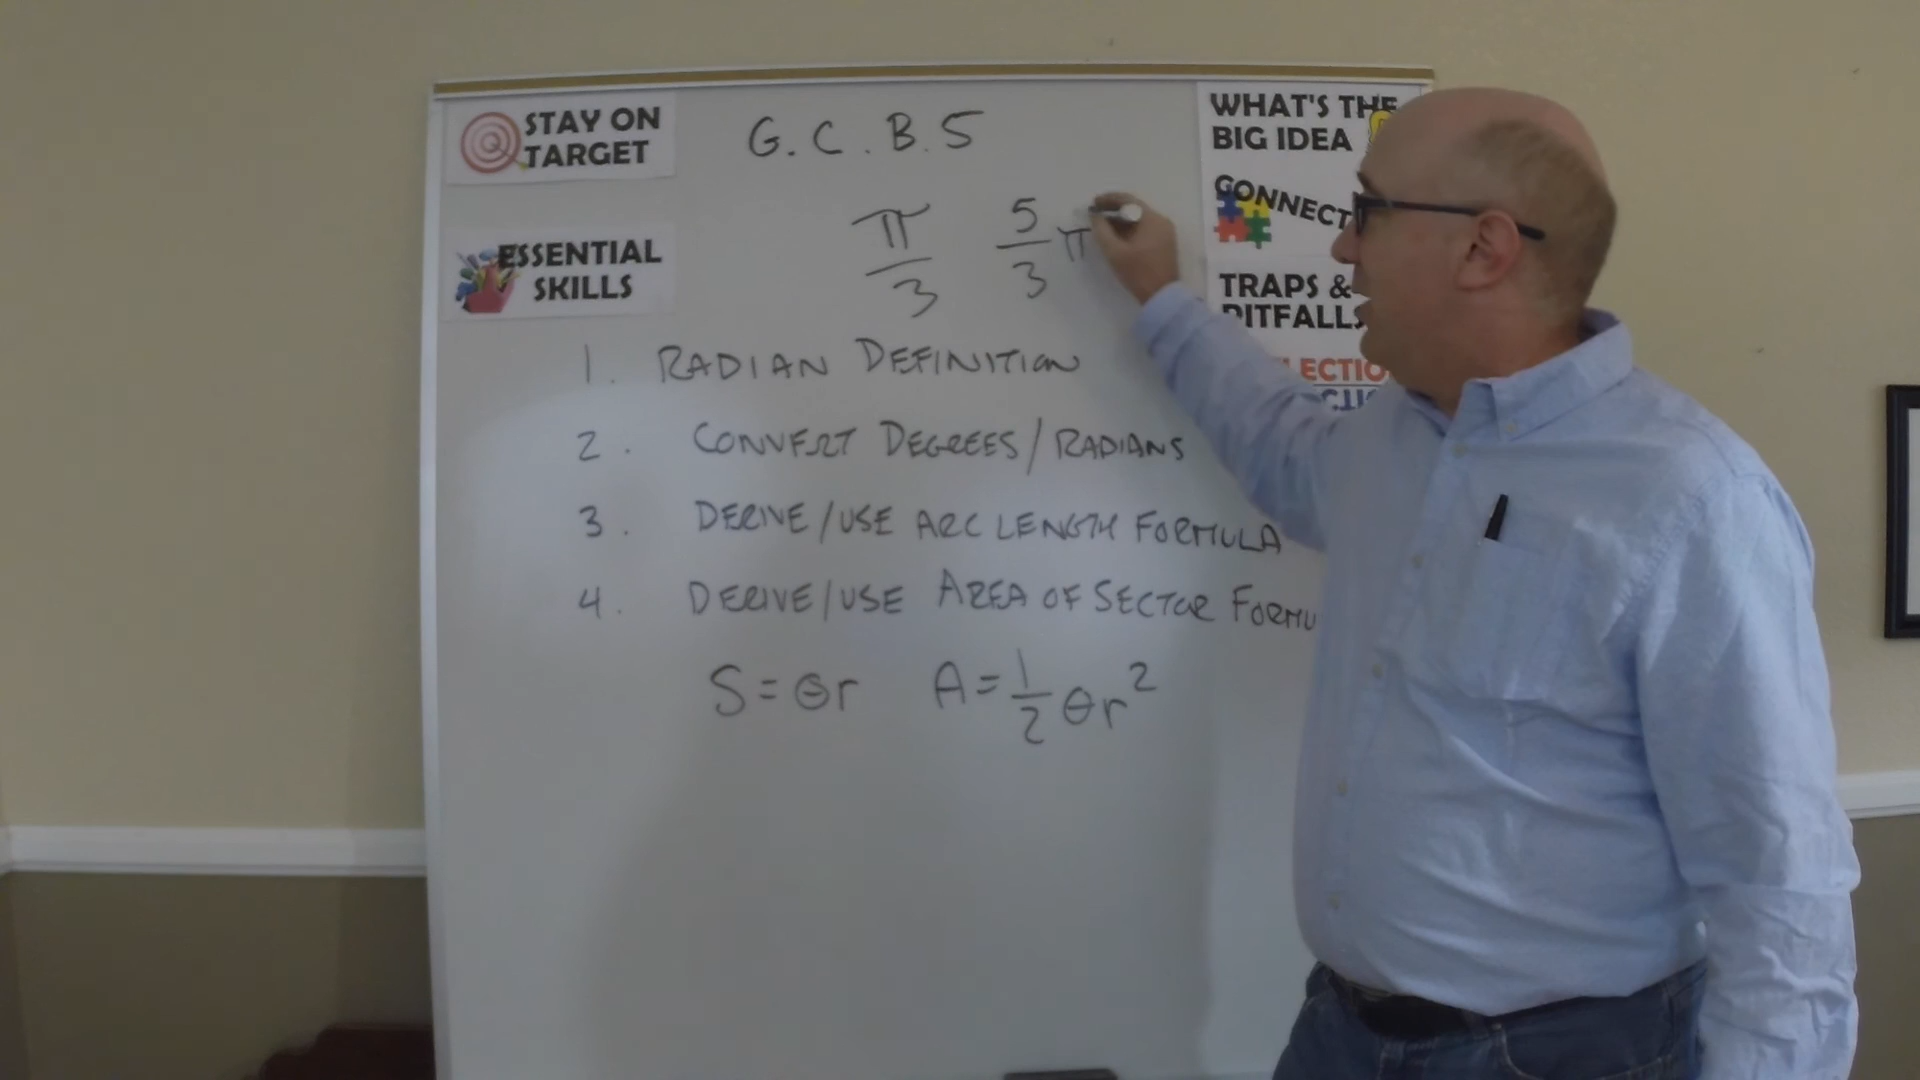 STAY ON
TARGET
ESSENTIAL
SKILLS
G.C.B.5
π/3 5/3 π
1. RADIAN DEFINITION
2. CONVERT DEGREES/RADIANS
3. DERIVE/USE ARC LENGTH FORMULA
4. DERIVE/USE AREA OF SECTOR FORMU
S=θr A=1/2 θr²
WHAT'S THE
BIG IDEA
CONNECT
TRAPS &
PITFALLS
LECTIO